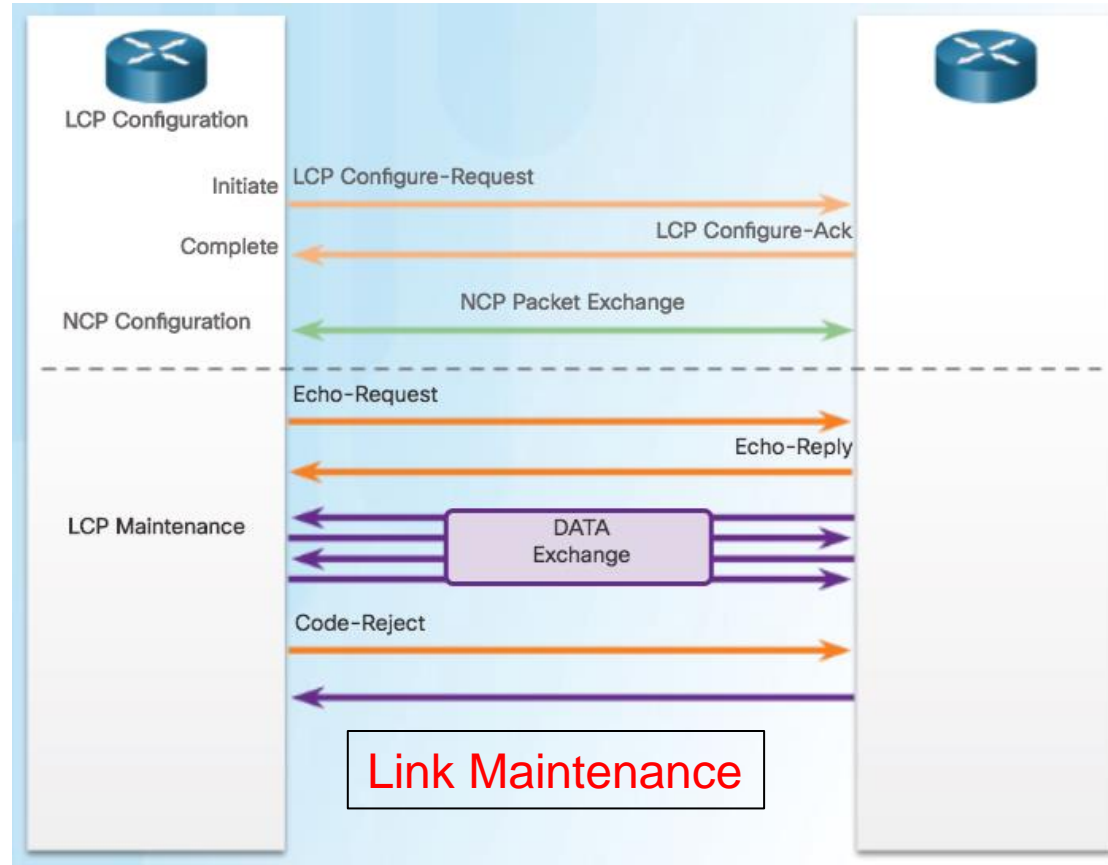 LCP Configuration
Initiate
LCP Configure-Request
LCP Configure-Ack
Complete
NCP Packet Exchange
NCP Configuration
Echo-Request
Echo-Reply
LCP Maintenance
DATA
Exchange
Code-Reject
Link Maintenance